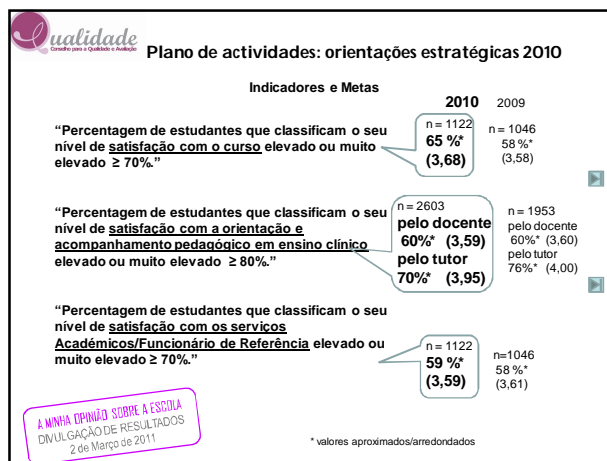 Qualidade
Conselho para a Qualidade e Avaliação
Plano de actividades: orientações estratégicas 2010
Indicadores e Metas
2010 2009
“Percentagem de estudantes que classificam o seu
nível de satisfação com o curso elevado ou muito
elevado ≥ 70%.”
n = 1122
65 %*
(3,68)
n = 1046
58 %*
(3,58)
“Percentagem de estudantes que classificam o seu
nível de satisfação com a orientação e
acompanhamento pedagógico em ensino clínico
elevado ou muito elevado ≥ 80%.”
n = 2603
pelo docente
60%* (3,59)
pelo tutor
70%* (3,95)
n = 1953
pelo docente
60%* (3,60)
pelo tutor
76%* (4,00)
“Percentagem de estudantes que classificam o seu
nível de satisfação com os serviços
Académicos/Funcionário de Referência elevado ou
muito elevado ≥ 70%.”
n = 1122
59 %*
(3,59)
n=1046
58 %*
(3,61)
A MINHA OPINIÃO SOBRE A ESCOLA
DIVULGAÇÃO DE RESULTADOS
2 de Março de 2011
* valores aproximados/arredondados